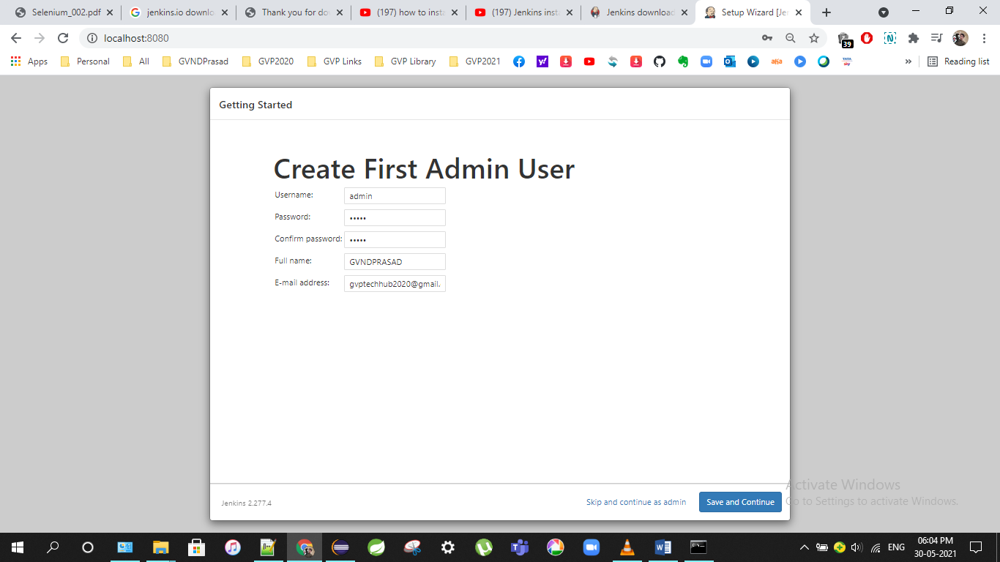 Selenium_002.pdf
jenkins.io downlo
Thank you for do
(197) how to insta
(197) Jenkins inst
Jenkins download
Setup Wizard [Je
localhost:8080
39
Apps Personal All GVNDPrasad GVP2020 GVP Links GVP Library GVP2021 » Reading list
Getting Started
Create First Admin User
Username: admin
Password: •••••
Confirm password: •••••
Full name: GVNDPRASAD
E-mail address: gvptechhub2020@gmail.
Jenkins 2.277.4
Skip and continue as admin
Save and Continue
Activate Windows
Go to Settings to activate Windows.
ENG
06:04 PM
30-05-2021